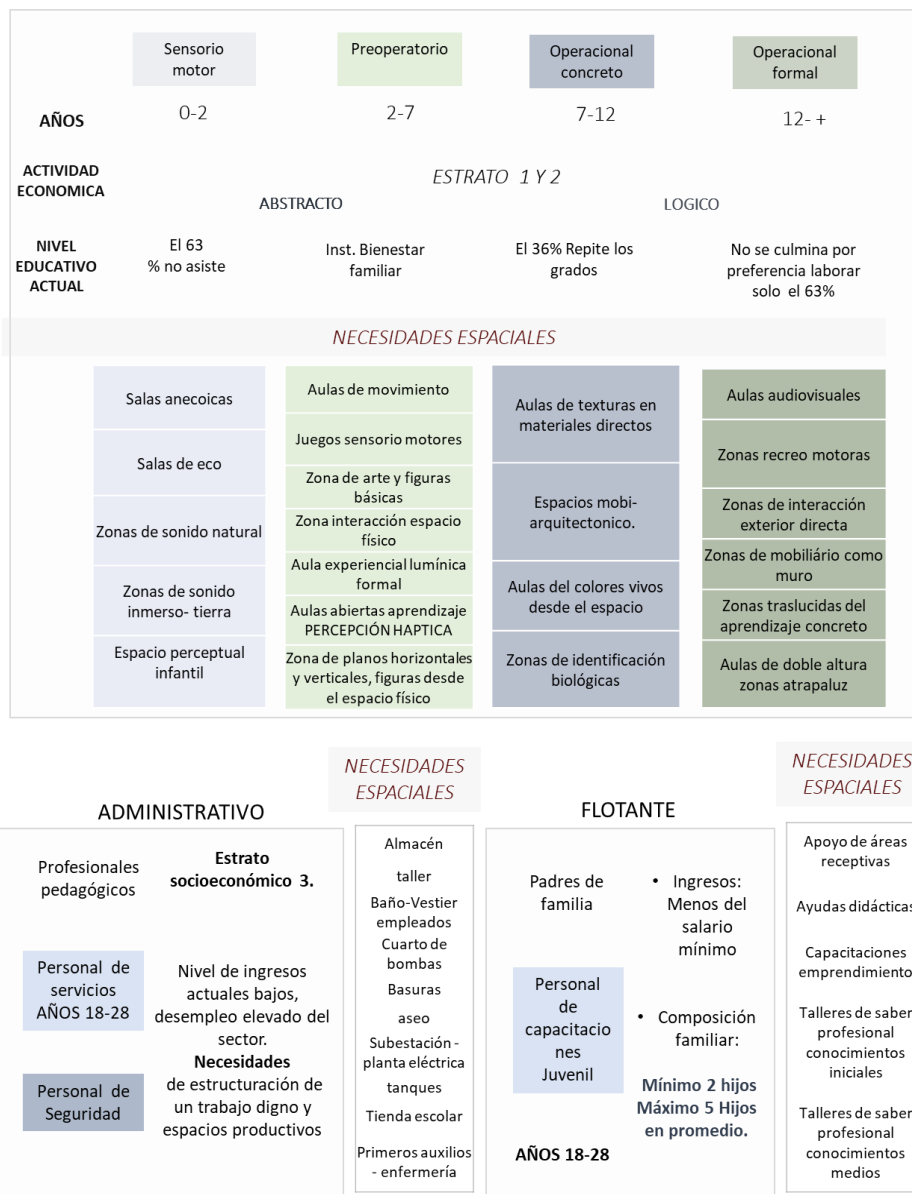 Sensorio
motor
Preoperatorio
Operacional
concreto
Operacional
formal
AÑOS
0-2
2-7
7-12
12- +
ACTIVIDAD
ECONOMICA
ESTRATO 1 Y 2
ABSTRACTO
LOGICO
NIVEL
EDUCATIVO
ACTUAL
El 63
% no asiste
Inst. Bienestar
familiar
El 36% Repite los
grados
No se culmina por
preferencia laborar
solo el 63%
NECESIDADES ESPACIALES
Salas anecoicas
Salas de eco
Zonas de sonido natural
Zonas de sonido
inmerso- tierra
Espacio perceptual
infantil
Aulas de movimiento
Juegos sensorio motores
Zona de arte y figuras
básicas
Zona interacción espacio
físico
Aula experiencial lumínica
formal
Aulas abiertas aprendizaje
PERCEPCIÓN HAPTICA
Zona de planos horizontales
y verticales, figuras desde
el espacio físico
Aulas de texturas en
materiales directos
Espacios mobi-
arquitectonico.
Aulas del colores vivos
desde el espacio
Zonas de identificación
biológicas
Aulas audiovisuales
Zonas recreo motoras
Zonas de interacción
exterior directa
Zonas de mobiliário como
muro
Zonas traslucidas del
aprendizaje concreto
Aulas de doble altura
zonas atrapaluz
ADMINISTRATIVO
Profesionales
pedagógicos
Estrato
socioeconómico 3.
Personal de
servicios
AÑOS 18-28
Nivel de ingresos
actuales bajos,
desempleo elevado del
sector.
Necesidades
de estructuración de
un trabajo digno y
espacios productivos
Personal de
Seguridad
NECESIDADES
ESPACIALES
Almacén
taller
Baño-Vestier
empleados
Cuarto de
bombas
Basuras
aseo
Subestación -
planta eléctrica
tanques
Tienda escolar
Primeros auxilios
- enfermería
FLOTANTE
Padres de
familia
• Ingresos:
Menos del
salario
mínimo
Personal
de
capacitacio
nes
Juvenil
• Composición
familiar:
Mínimo 2 hijos
Máximo 5 Hijos
en promedio.
AÑOS 18-28
NECESIDADES
ESPACIALES
Apoyo de áreas
receptivas
Ayudas didácticas
Capacitaciones
emprendimiento
Talleres de saber
profesional
conocimientos
iniciales
Talleres de saber
profesional
conocimientos
medios